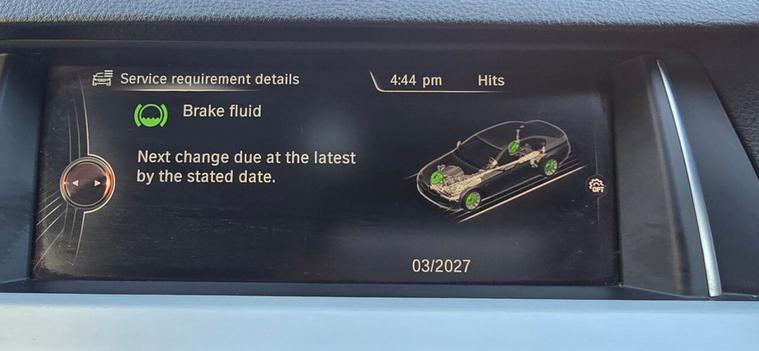 Service requirement details
4:44 pm
Hits
Brake fluid
Next change due at the latest
by the stated date.
OPT
03/2027